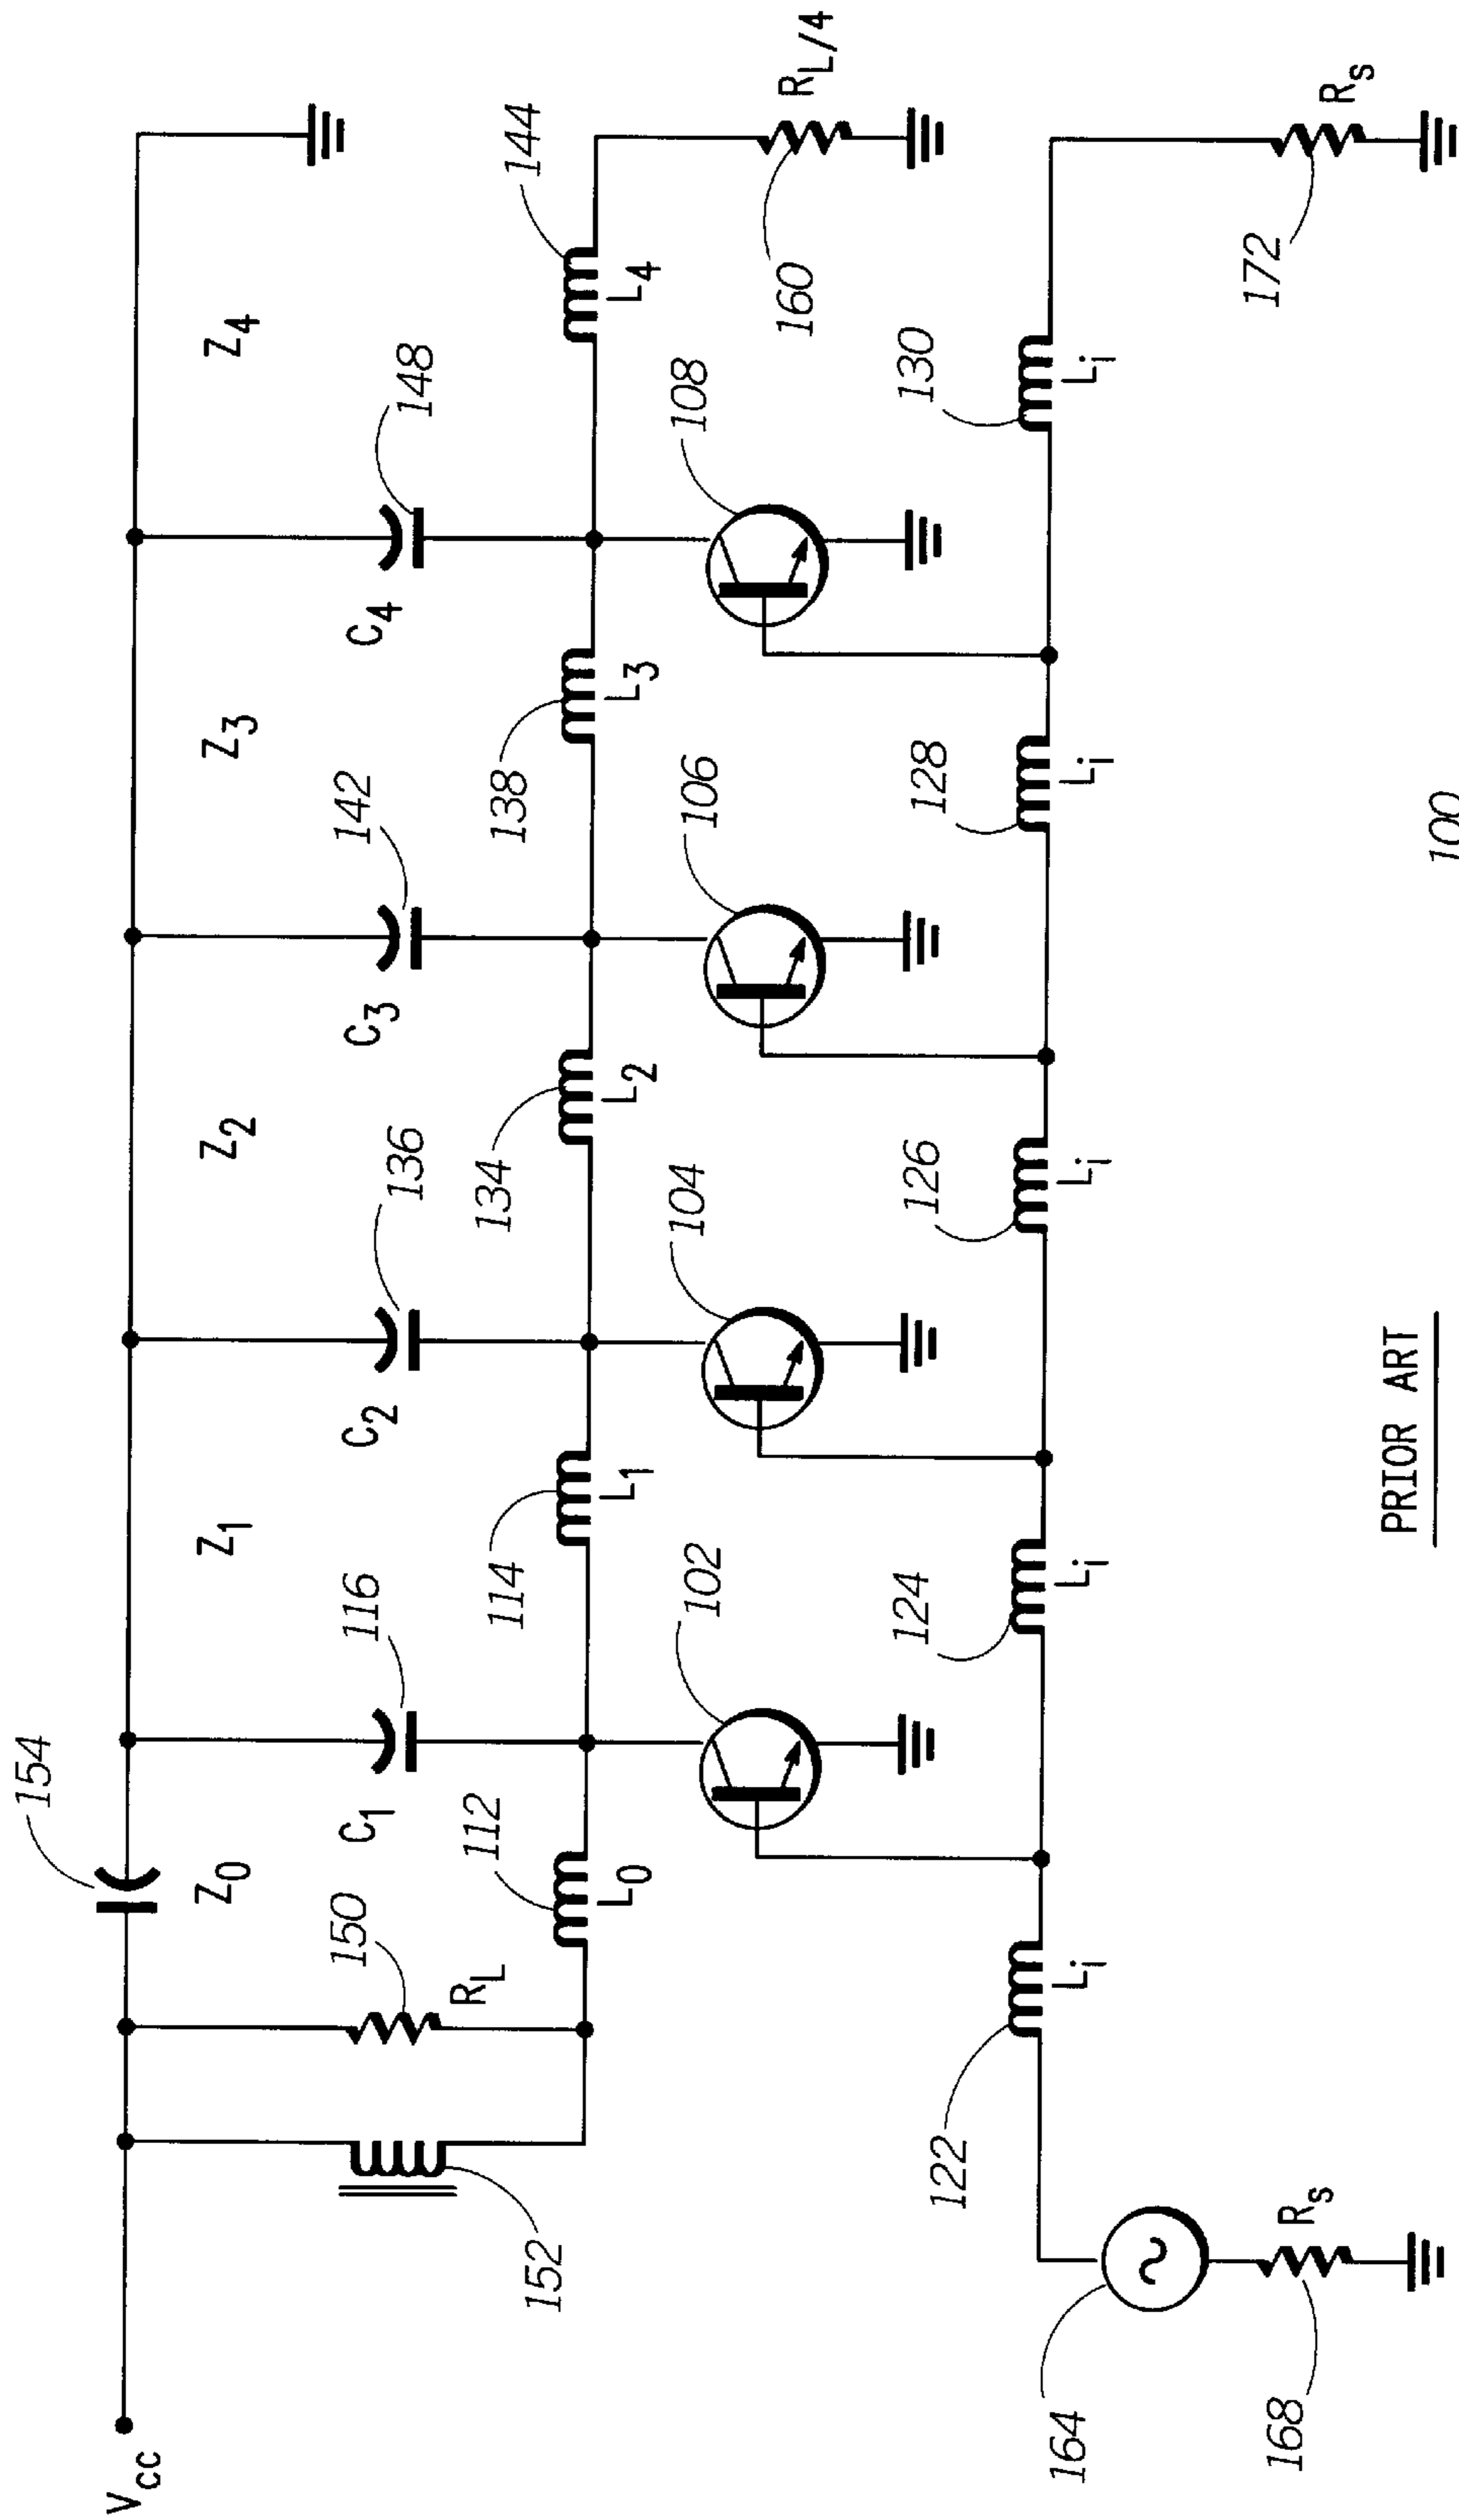 Vcc
154
Z0
Z1
Z2
Z3
Z4
152
150
RL
C1
116
C2
136
C3
142
C4
148
112
L0
114
L1
134
L2
138
L3
144
L4
RL/4
160
102
104
106
108
122
Li
124
Li
126
Li
128
Li
130
Li
164
168
Rs
172
Rs
PRIOR ART
100